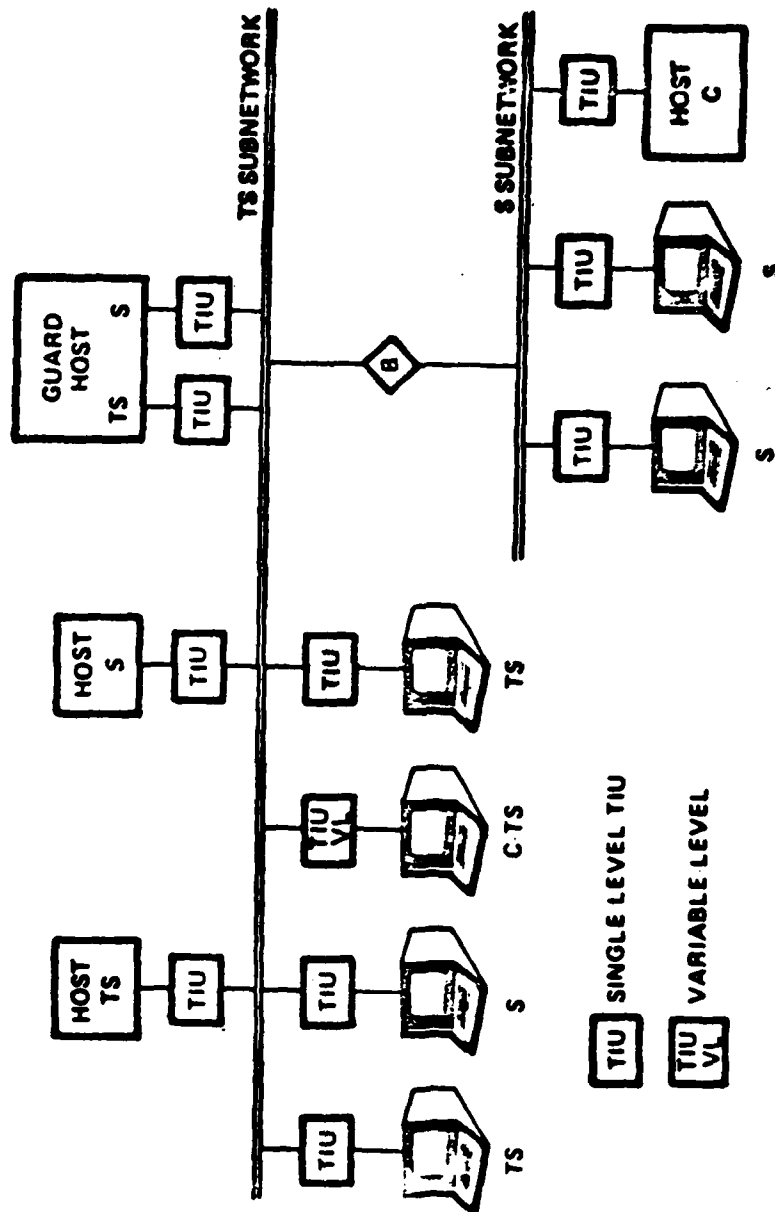 HOST
TS
HOST
S
GUARD
HOST
TS
S
TIU
TIU
TIU
TIU
TS SUBNETWORK
TIU
TIU
TIU
VL
TIU
TS
S
C-TS
TS
B
S SUBNETWORK
TIU
TIU
TIU
HOST
C
S
S
TIU
SINGLE LEVEL TIU
TIU
VL
VARIABLE LEVEL